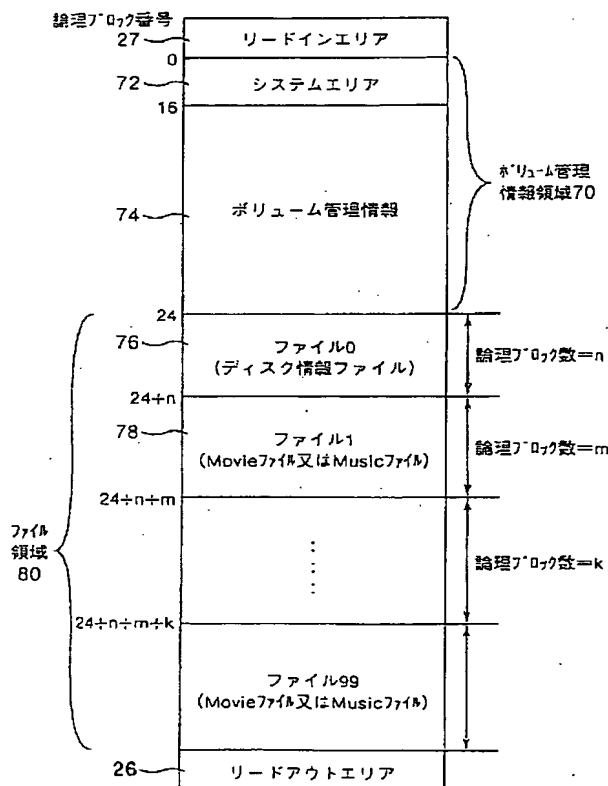 論理ブロック番号
27
リードインエリア
0
72
システムエリア
16
74
ボリューム管理情報
ボリューム管理
情報領域70
24
76
ファイル0
(ディスク情報ファイル)
論理ブロック数=n
24+n
78
ファイル1
(Movieファイル又はMusicファイル)
論理ブロック数=m
24+n+m
ファイル
領域
80
論理ブロック数=k
24+n+m+k
ファイル99
(Movieファイル又はMusicファイル)
26
リードアウトエリア